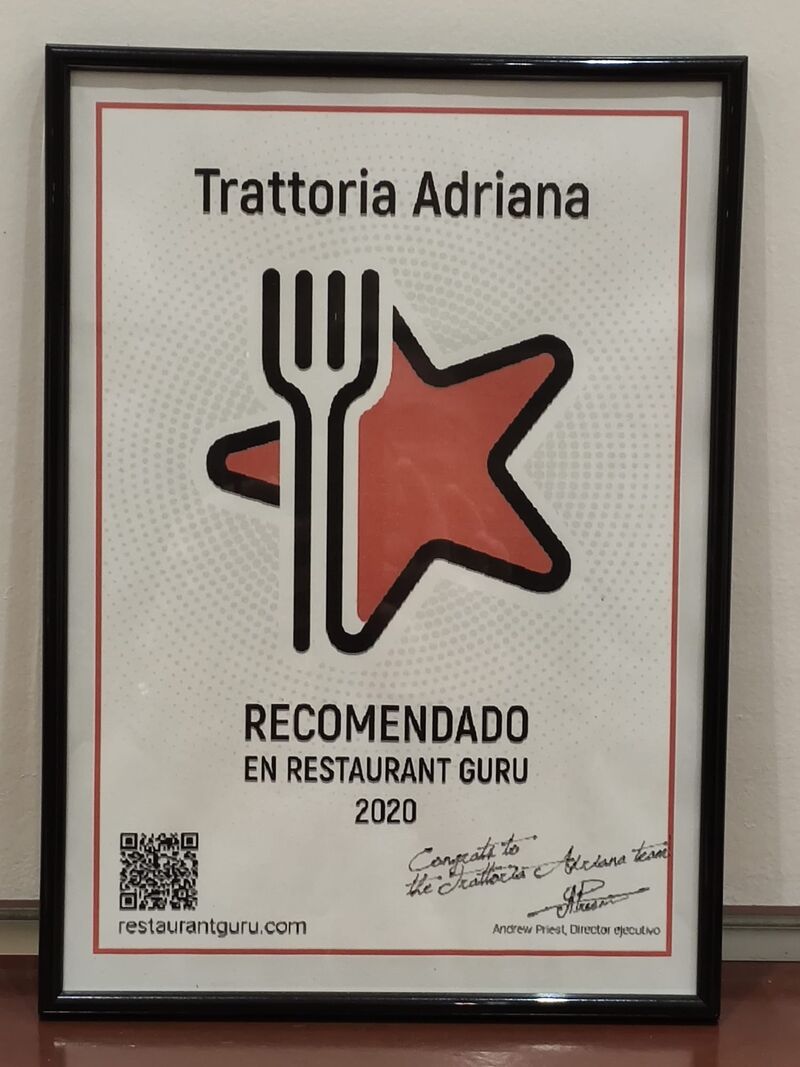 Trattoria Adriana
RECOMENDADO
EN RESTAURANT GURU
2020
Congrats to
the Trattoria Adriana team
restaurantguru.com
Andrew Priest, Director ejecutivo